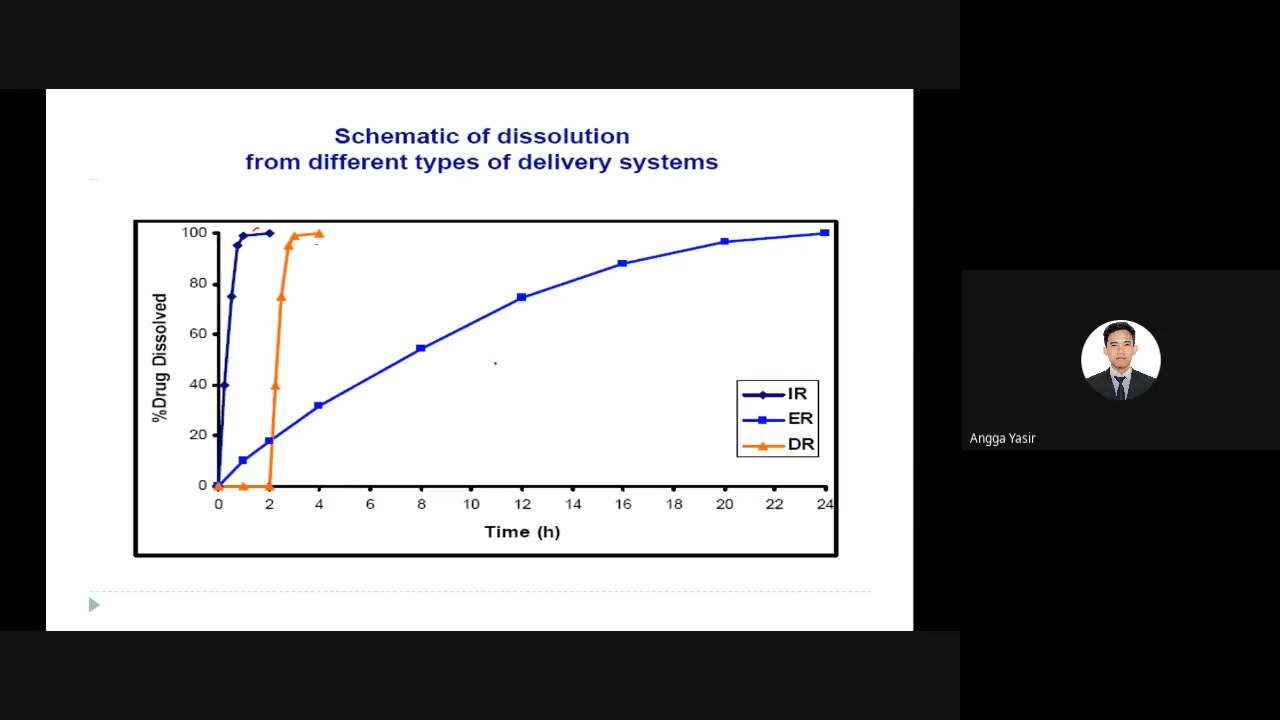 Schematic of dissolution
from different types of delivery systems
%Drug Dissolved
100
80
60
40
20
0
0 2 4 6 8 10 12 14 16 18 20 22 24
Time (h)
IR
ER
DR
Angga Yasir